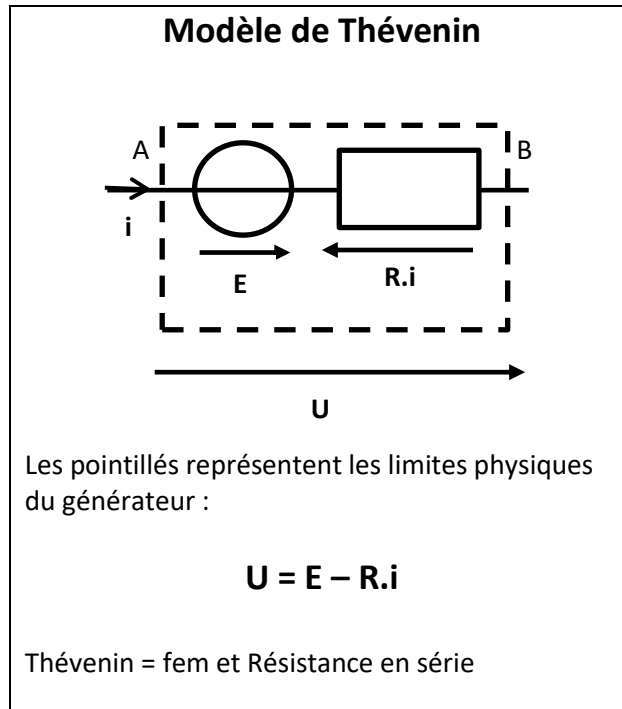 Modèle de Thévenin
A B
i
E R.i
U
Les pointillés représentent les limites physiques
du générateur :
U = E – R.i
Thévenin = fem et Résistance en série